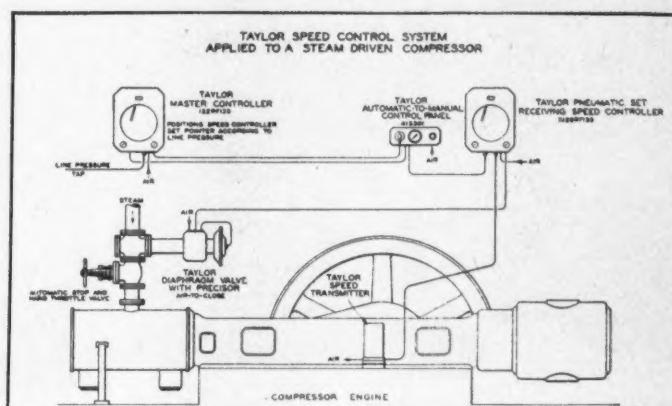 TAYLOR SPEED CONTROL SYSTEM
APPLIED TO A STEAM DRIVEN COMPRESSOR
TAYLOR
MASTER CONTROLLER
POSITIONS SPEED CONTROLLER
SET POINTER ACCORDING TO
LINE PRESSURE
TAYLOR
AUTOMATIC-TO-MANUAL
CONTROL PANEL
TAYLOR PNEUMATIC SET
RECEIVING SPEED CONTROLLER
LINE PRESSURE
TAP
AIR
AIR
AIR
STEAM
AIR
AUTOMATIC STOP AND
HAND THROTTLE VALVE
TAYLOR
DIAPHRAGM VALVE
WITH PRECISOR
AIR-TO-CLOSE
TAYLOR
SPEED
TRANSMITTER
AIR
COMPRESSOR ENGINE